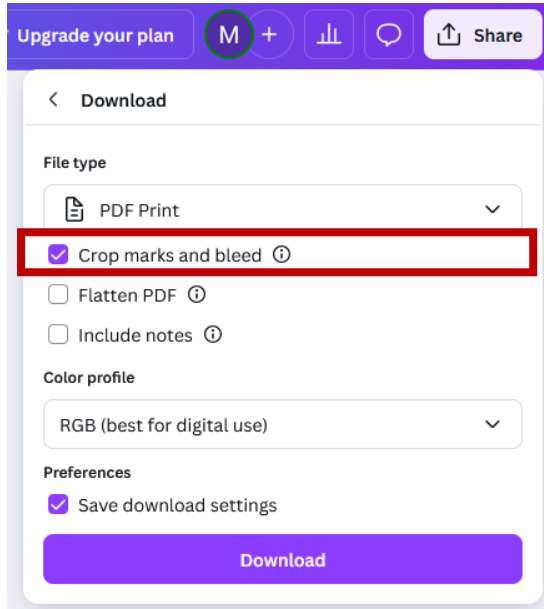 Upgrade your plan M + Share
Download
File type
PDF Print
Crop marks and bleed
Flatten PDF
Include notes
Color profile
RGB (best for digital use)
Preferences
Save download settings
Download